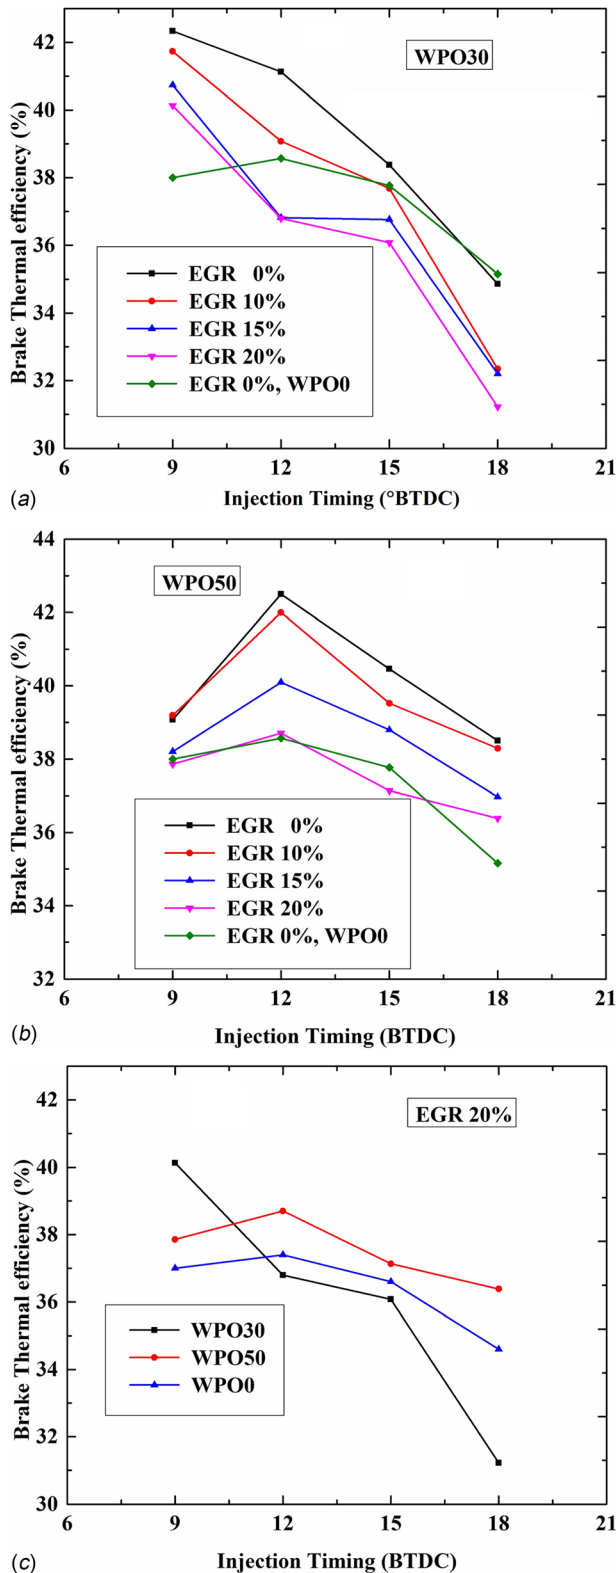 42
40
38
36
34
32
30
Brake Thermal efficiency (%)
WPO30
EGR 0%
EGR 10%
EGR 15%
EGR 20%
EGR 0%, WPO0
6 9 12 15 18 21
(a)
Injection Timing (°BTDC)
44
42
40
38
36
34
32
Brake Thermal efficiency (%)
WPO50
EGR 0%
EGR 10%
EGR 15%
EGR 20%
EGR 0%, WPO0
6 9 12 15 18 21
(b)
Injection Timing (BTDC)
42
40
38
36
34
32
30
Brake Thermal efficiency (%)
EGR 20%
WPO30
WPO50
WPO0
6 9 12 15 18 21
(c)
Injection Timing (BTDC)